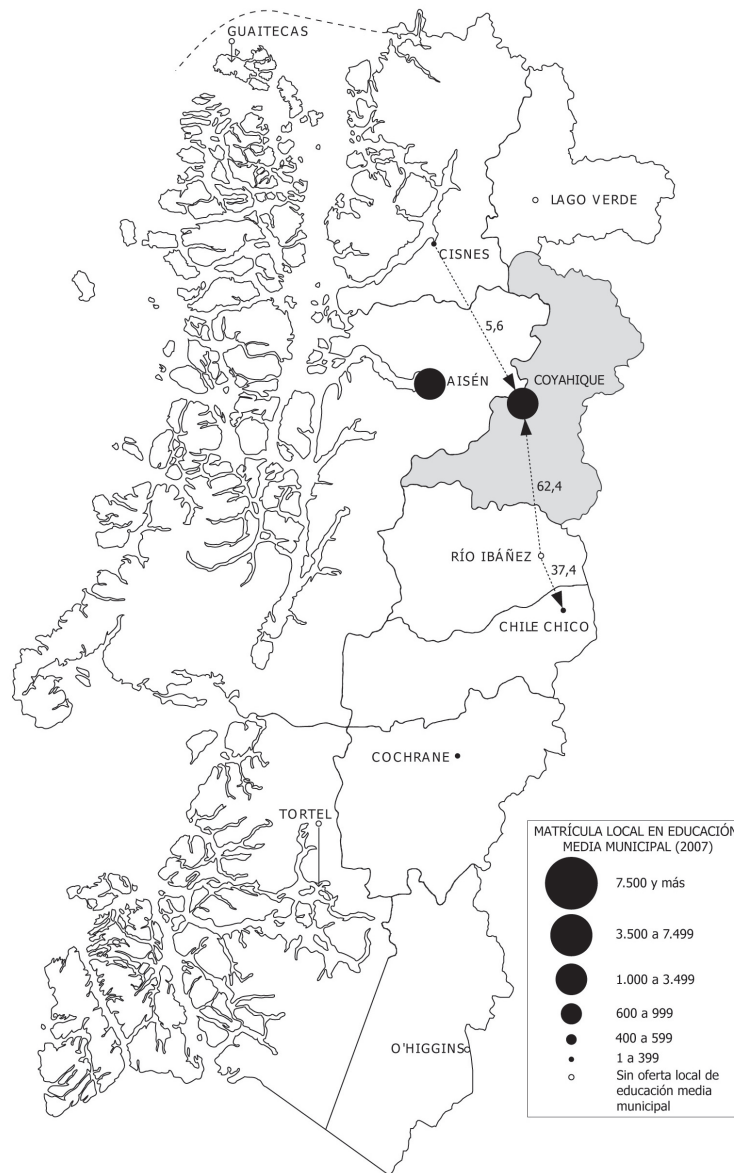 GUAITECAS
LAGO VERDE
CISNES
5,6
AISÉN
COYAHIQUE
62,4
RÍO IBÁÑEZ
37,4
CHILE CHICO
COCHRANE
TORTEL
O'HIGGINS
MATRÍCULA LOCAL EN EDUCACIÓN
MEDIA MUNICIPAL (2007)
7.500 y más
3.500 a 7.499
1.000 a 3.499
600 a 999
400 a 599
1 a 399
Sin oferta local de
educación media
municipal